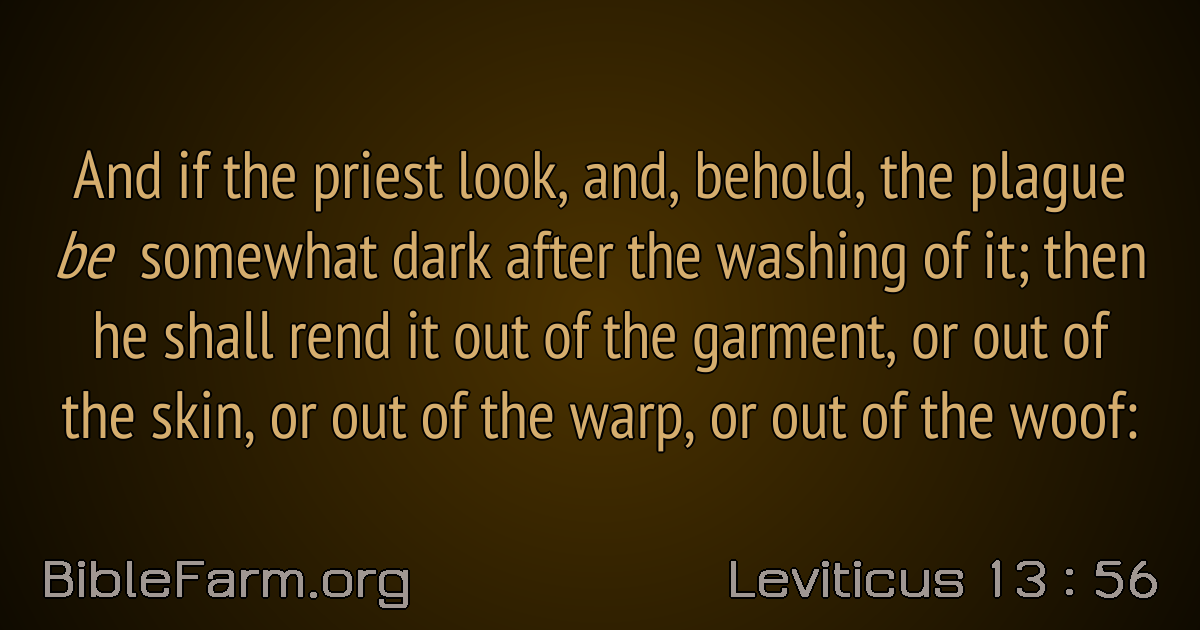 And if the priest look, and, behold, the plague
be somewhat dark after the washing of it; then
he shall rend it out of the garment, or out of
the skin, or out of the warp, or out of the woof:
BibleFarm.org
Leviticus 13 : 56